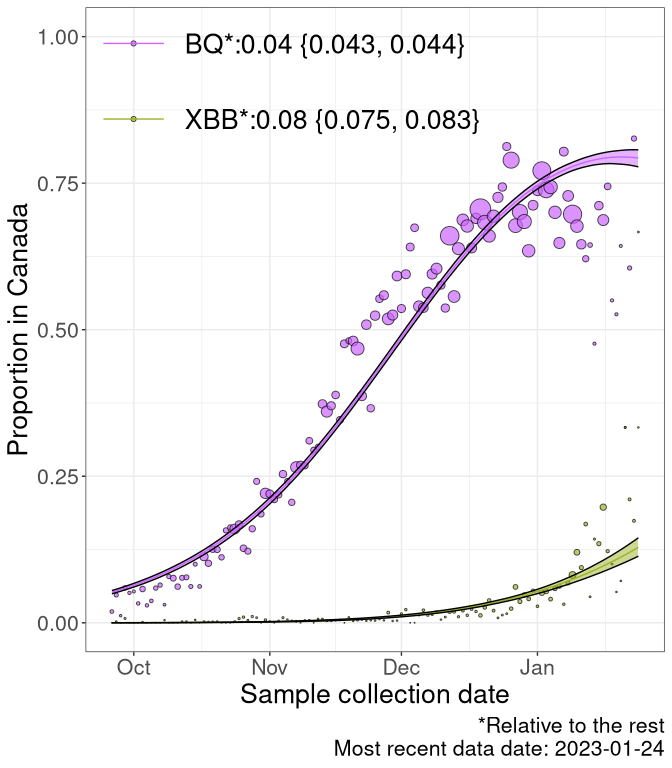 BQ*:0.04 {0.043, 0.044}
XBB*:0.08 {0.075, 0.083}
1.00
0.75
0.50
0.25
0.00
Proportion in Canada
Oct Nov Dec Jan
Sample collection date
*Relative to the rest
Most recent data date: 2023-01-24